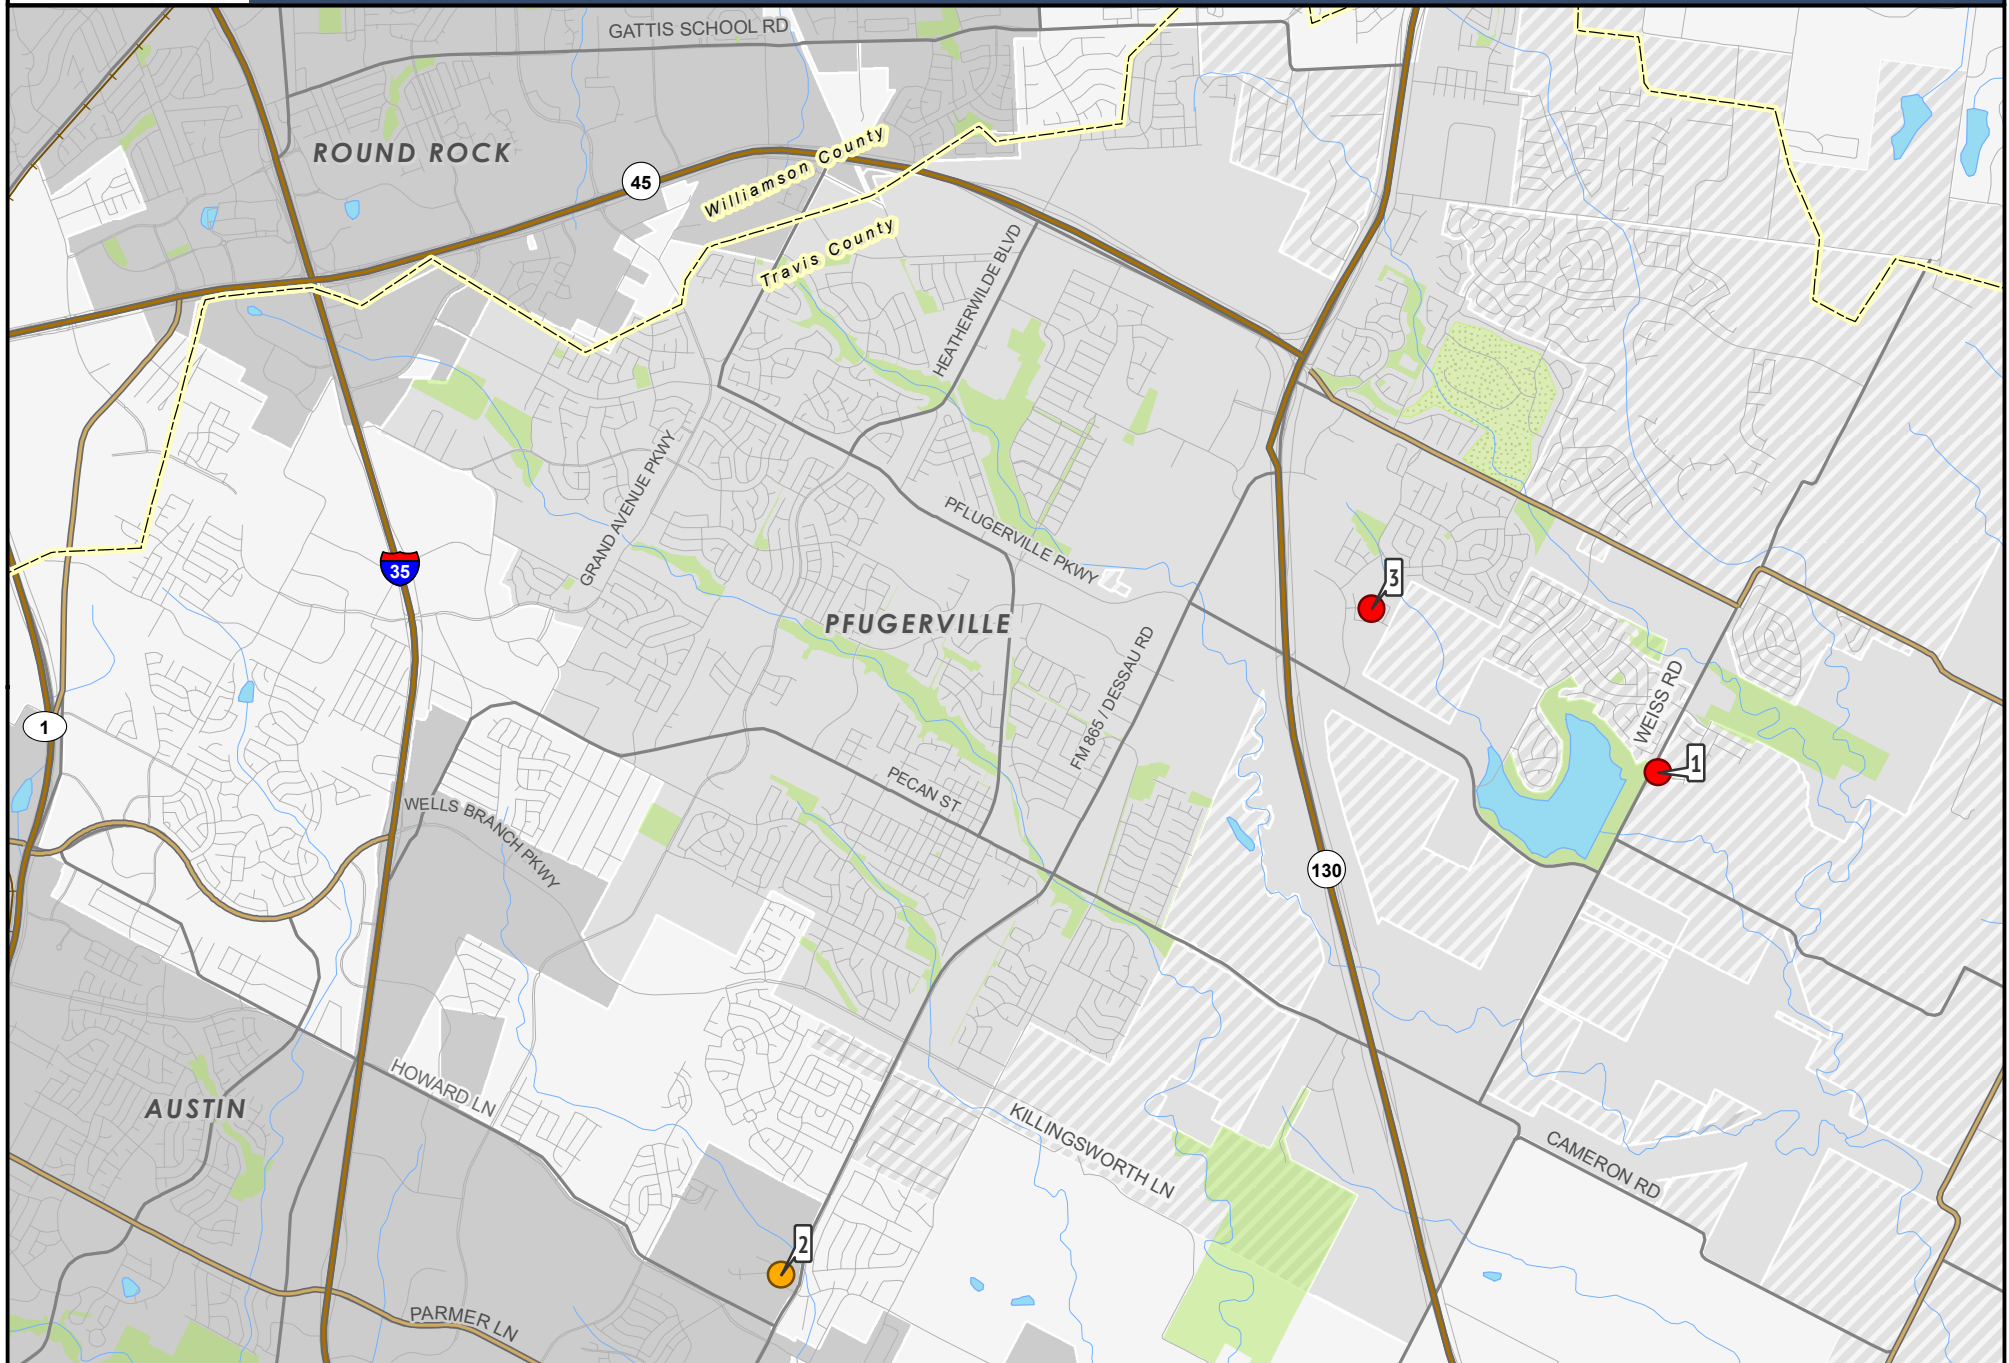 GATTIS SCHOOL RD
ROUND ROCK
45
Williamson County
Travis County
HEATHERWILDE BLVD
GRAND AVENUE PKWY
PFLUGERVILLE PKWY
35
3
PFUGERVILLE
FM 865 / DESSAU RD
WEISS RD
1
1
PECAN ST
WELLS BRANCH PKWY
130
HOWARD LN
AUSTIN
KILLINGSWORTH LN
CAMERON RD
2
PARMER LN